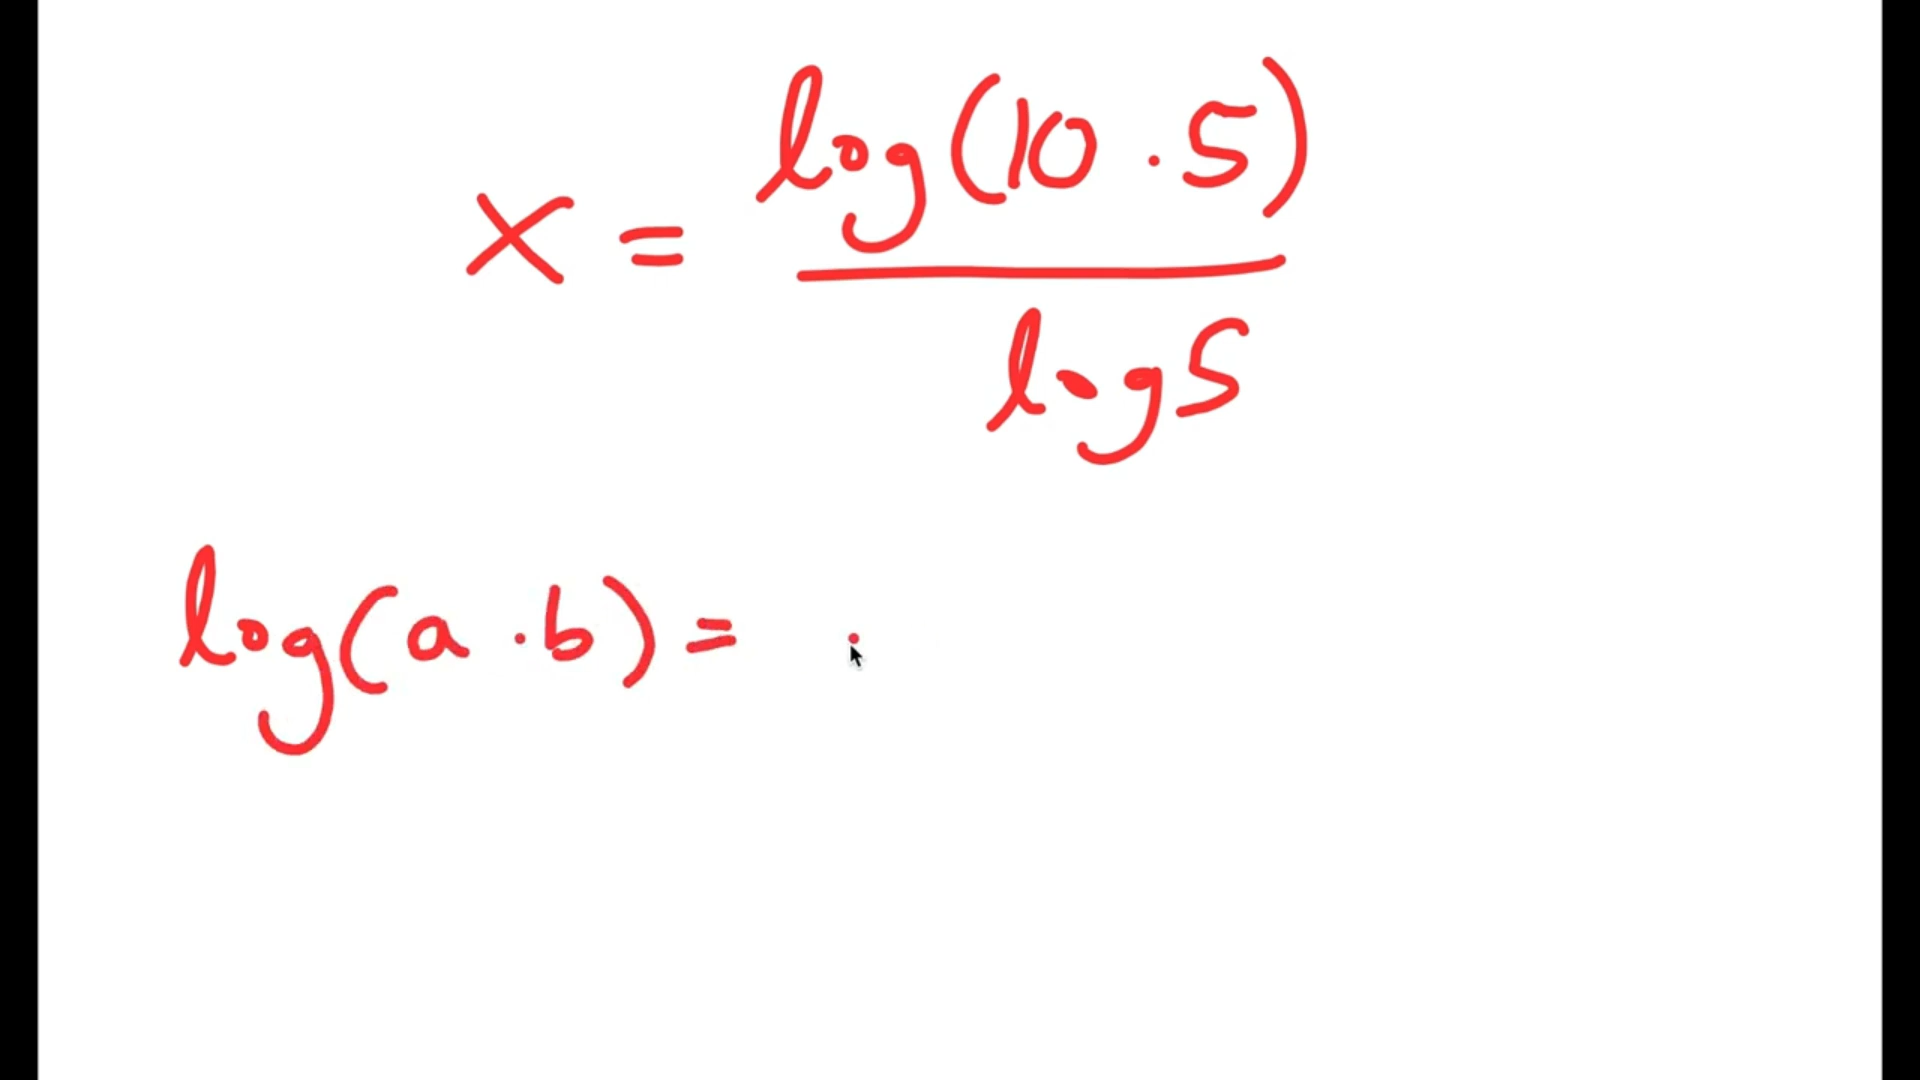 x = log(10 · 5)
log5
log(a · b) = ·